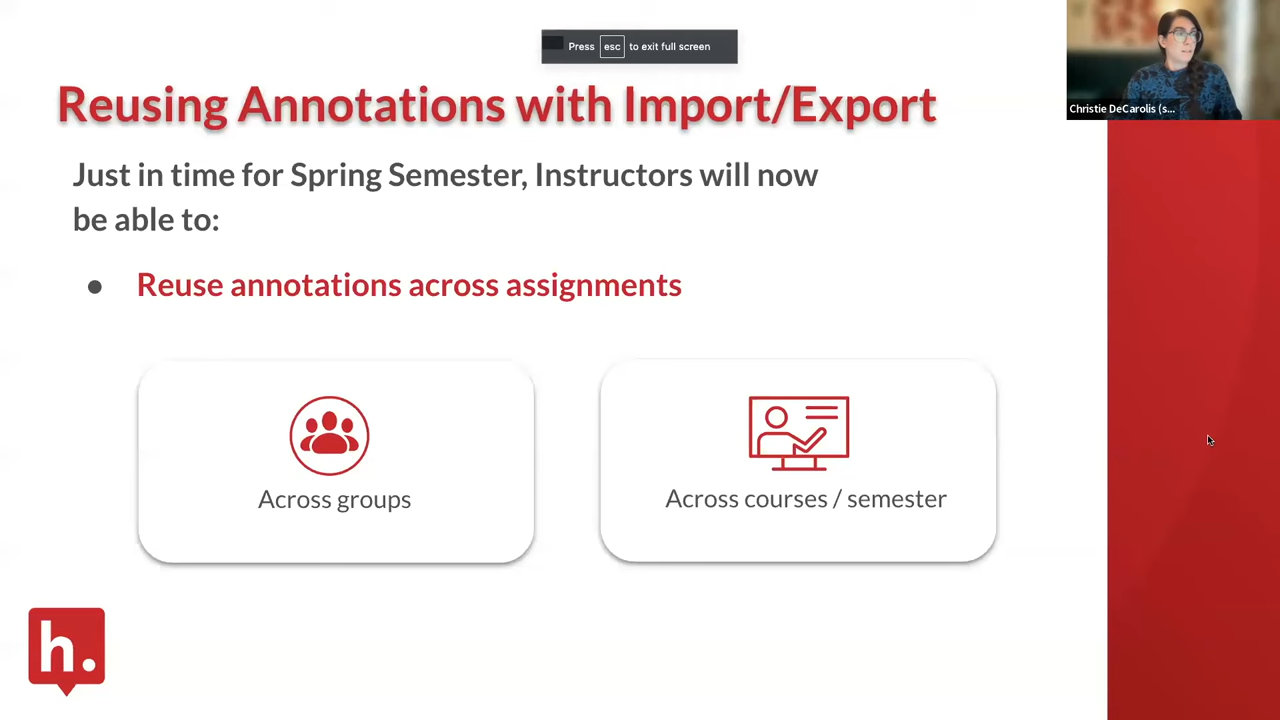 Press esc to exit full screen
Christie DeCarolis (s...
Reusing Annotations with Import/Export
Just in time for Spring Semester, Instructors will now
be able to:
● Reuse annotations across assignments
Across groups
Across courses / semester
h.